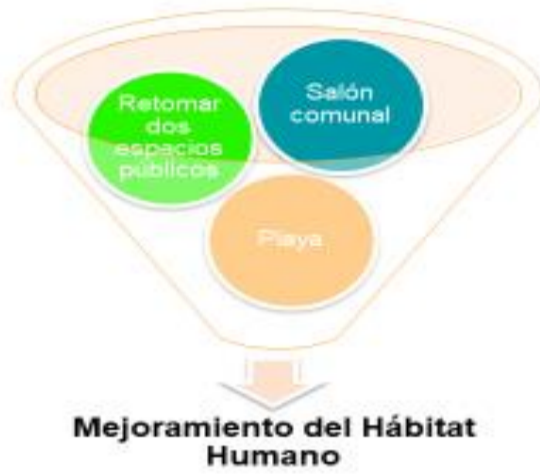 Retomar
dos
espacios
públicos
Salón
comunal
Playa
Mejoramiento del Hábitat
Humano